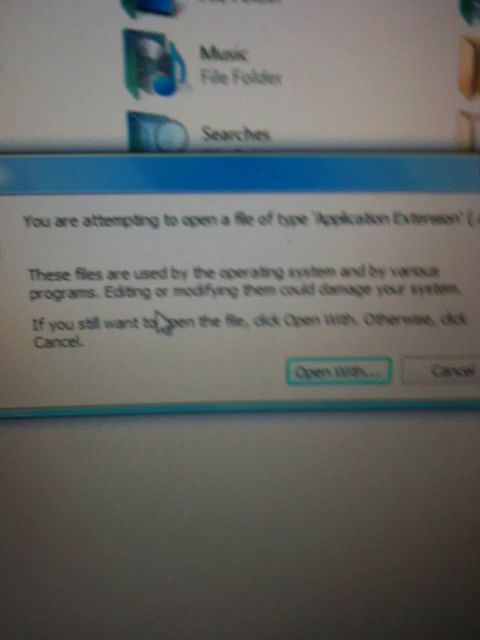 File Folder
Music
File Folder
Searches
You are attempting to open a file of type 'Application Extension' (.
These files are used by the operating system and by various
programs. Editing or modifying them could damage your system.
If you still want to open the file, click Open With. Otherwise, click
Cancel.
Open With...
Cancel